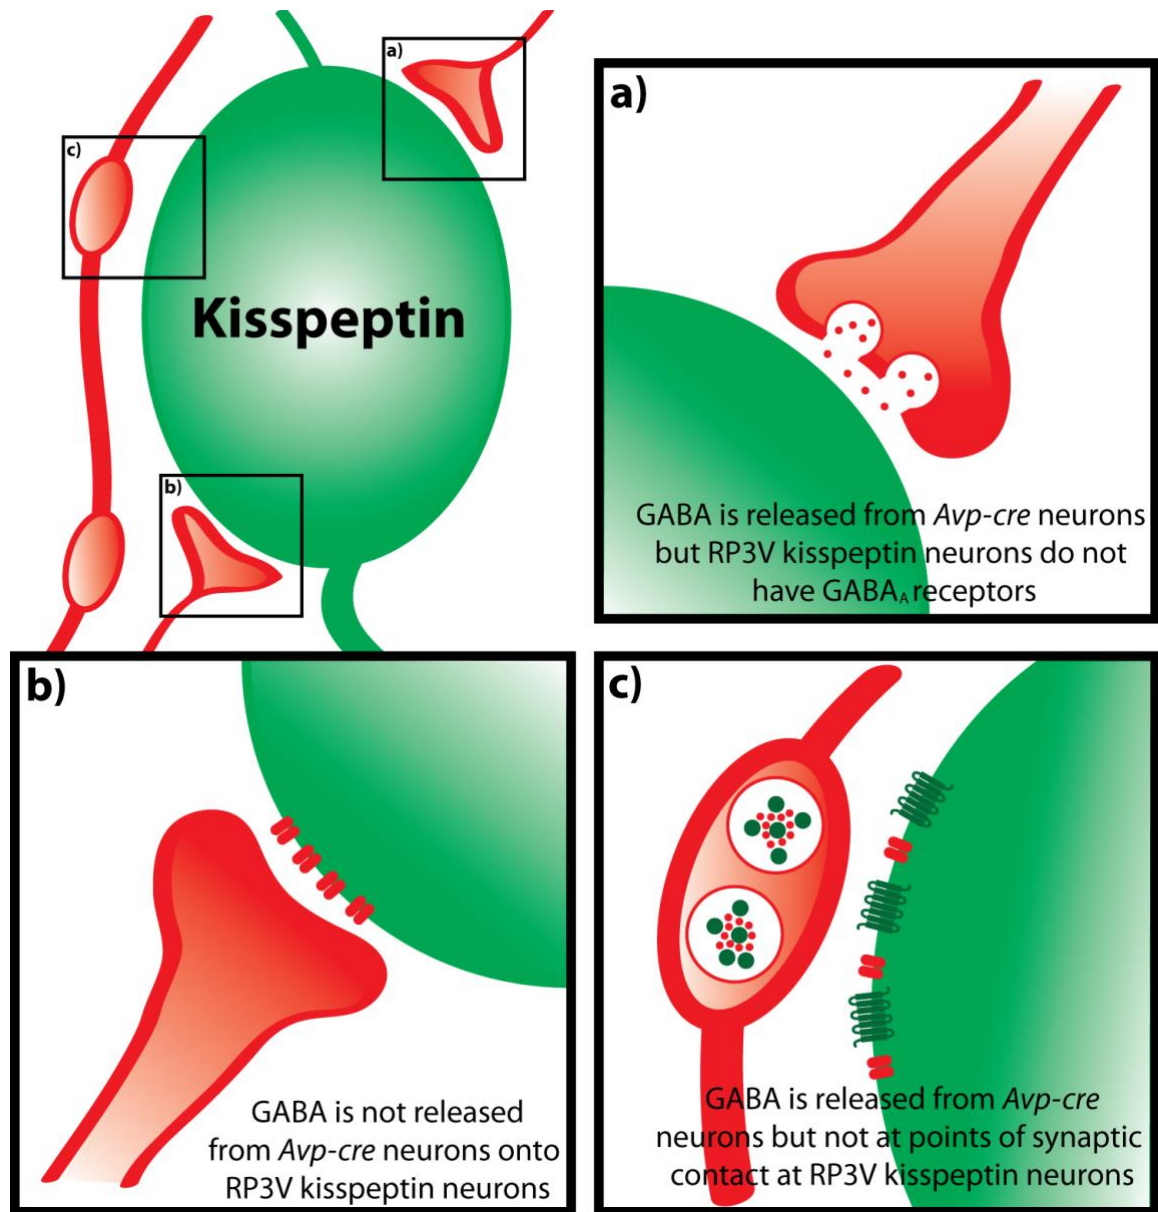 a)
c)
Kisspeptin
b)
a)
GABA is released from Avp-cre neurons
but RP3V kisspeptin neurons do not
have GABAA receptors
b)
GABA is not released
from Avp-cre neurons onto
RP3V kisspeptin neurons
c)
GABA is released from Avp-cre
neurons but not at points of synaptic
contact at RP3V kisspeptin neurons